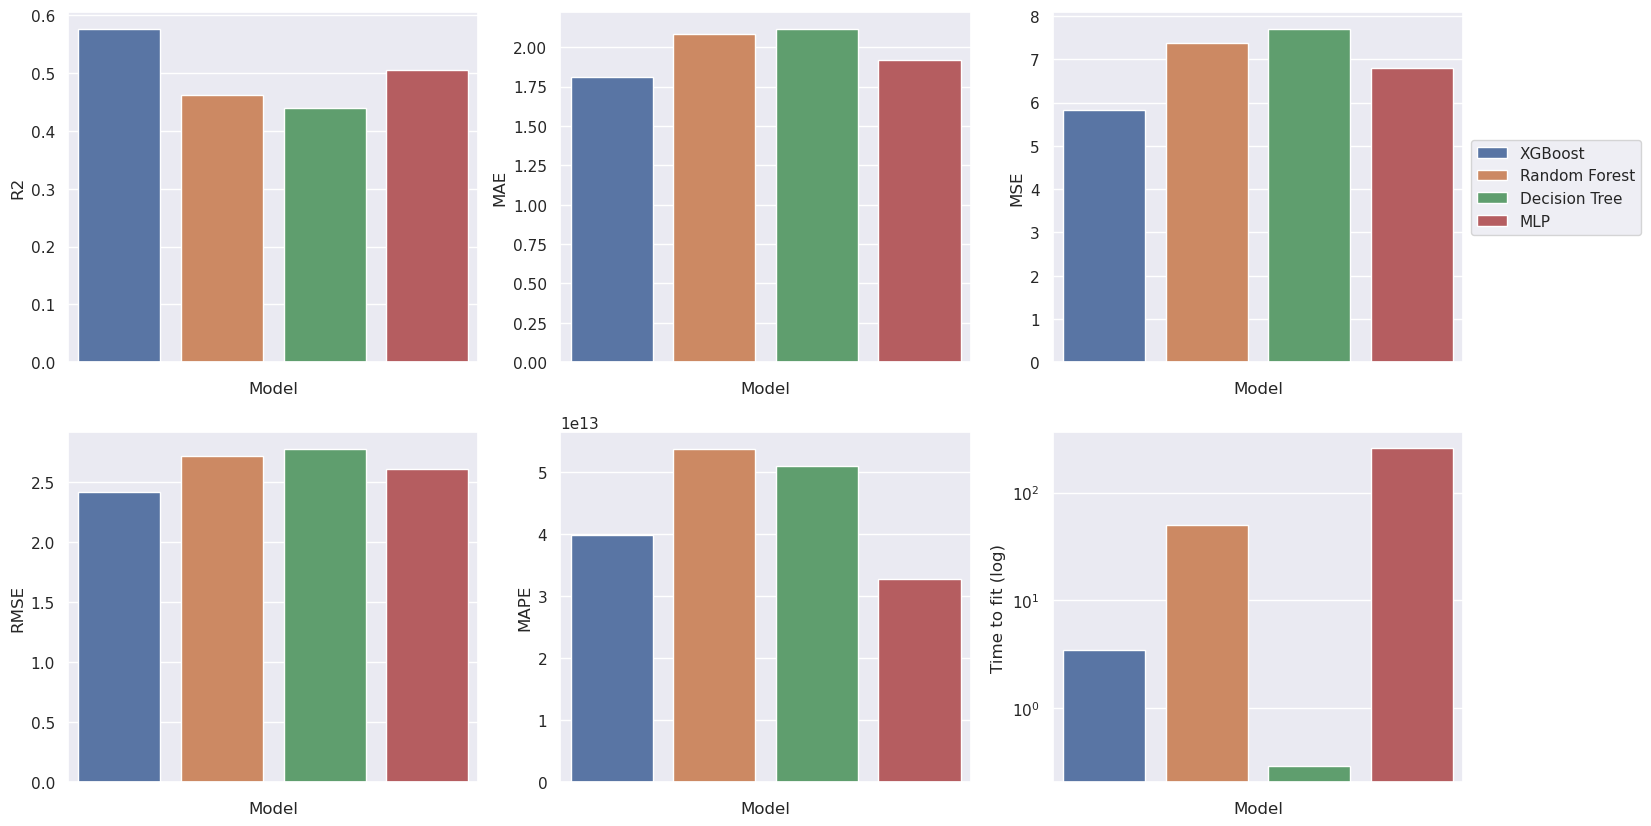 R2
0.6
0.5
0.4
0.3
0.2
0.1
0.0
Model
MAE
2.00
1.75
1.50
1.25
1.00
0.75
0.50
0.25
0.00
Model
MSE
8
7
6
5
4
3
2
1
0
Model
XGBoost
Random Forest
Decision Tree
MLP
RMSE
2.5
2.0
1.5
1.0
0.5
0.0
Model
1e13
MAPE
5
4
3
2
1
0
Model
Time to fit (log)
10²
10¹
10⁰
Model